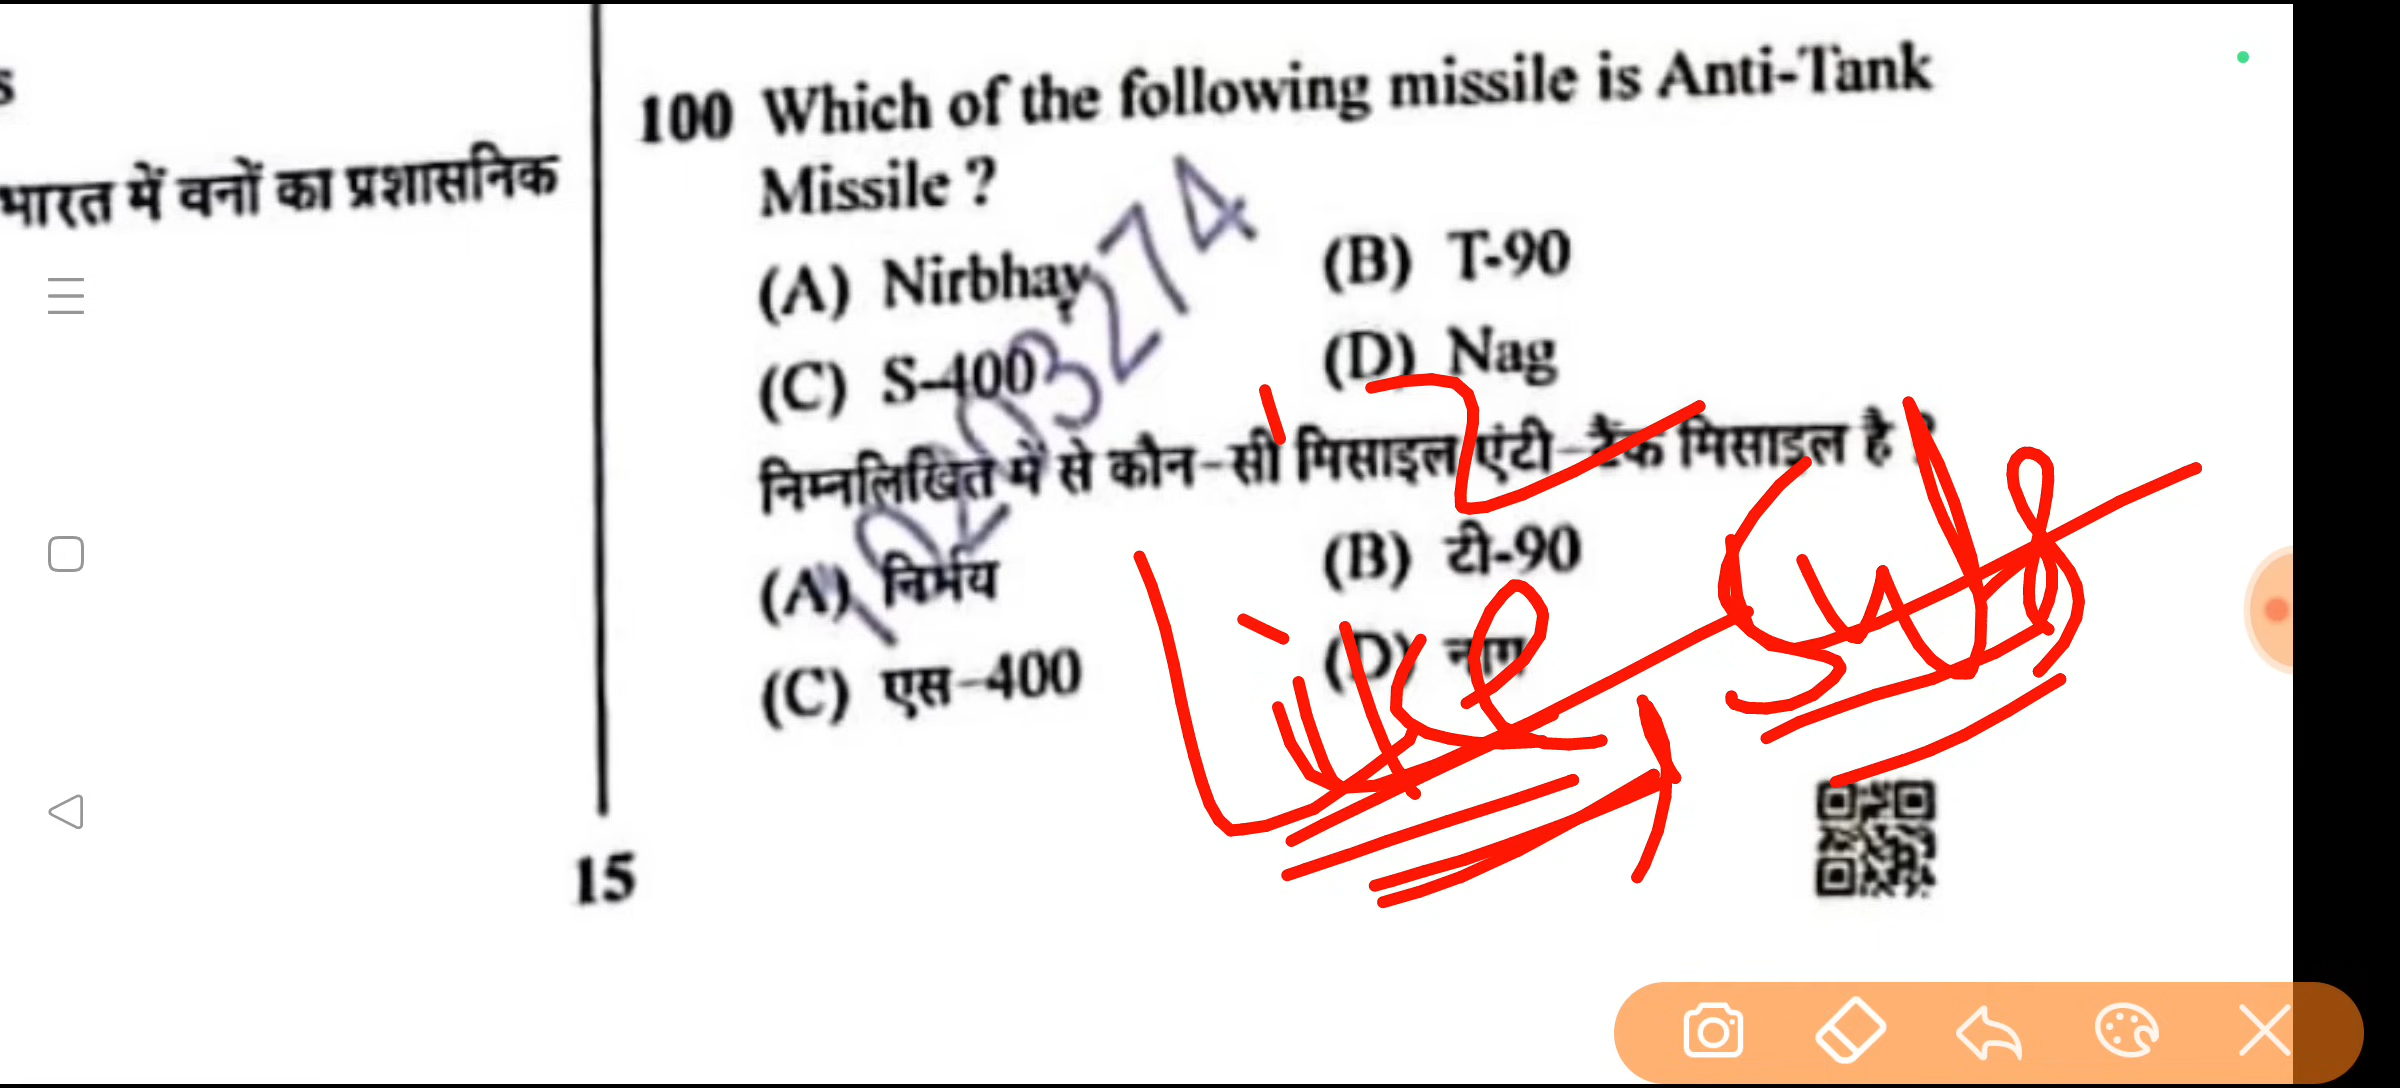 s
भारत में वनों का प्रशासनिक
100 Which of the following missile is Anti-Tank
Missile ?
(A) Nirbhay
(B) T-90
(C) S-400
(D) Nag
निम्नलिखित में से कौन-सी मिसाइल एंटी-टैंक मिसाइल है ?
(A) निर्भय
(B) टी-90
(C) एस-400
(D) नाग
Like
15